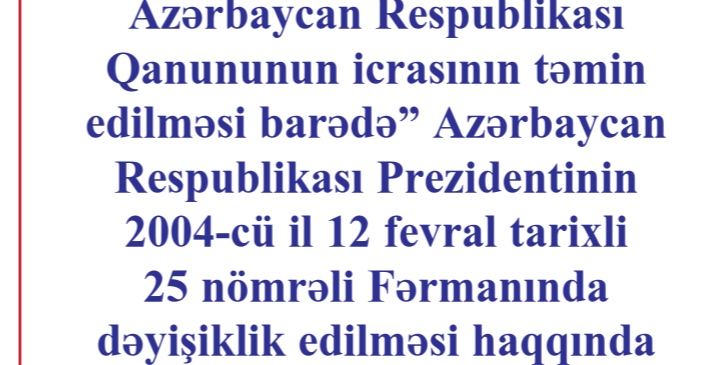 Azərbaycan Respublikası
Qanununun icrasının təmin
edilməsi barədə” Azərbaycan
Respublikası Prezidentinin
2004-cü il 12 fevral tarixli
25 nömrəli Fərmanında
dəyişiklik edilməsi haqqında